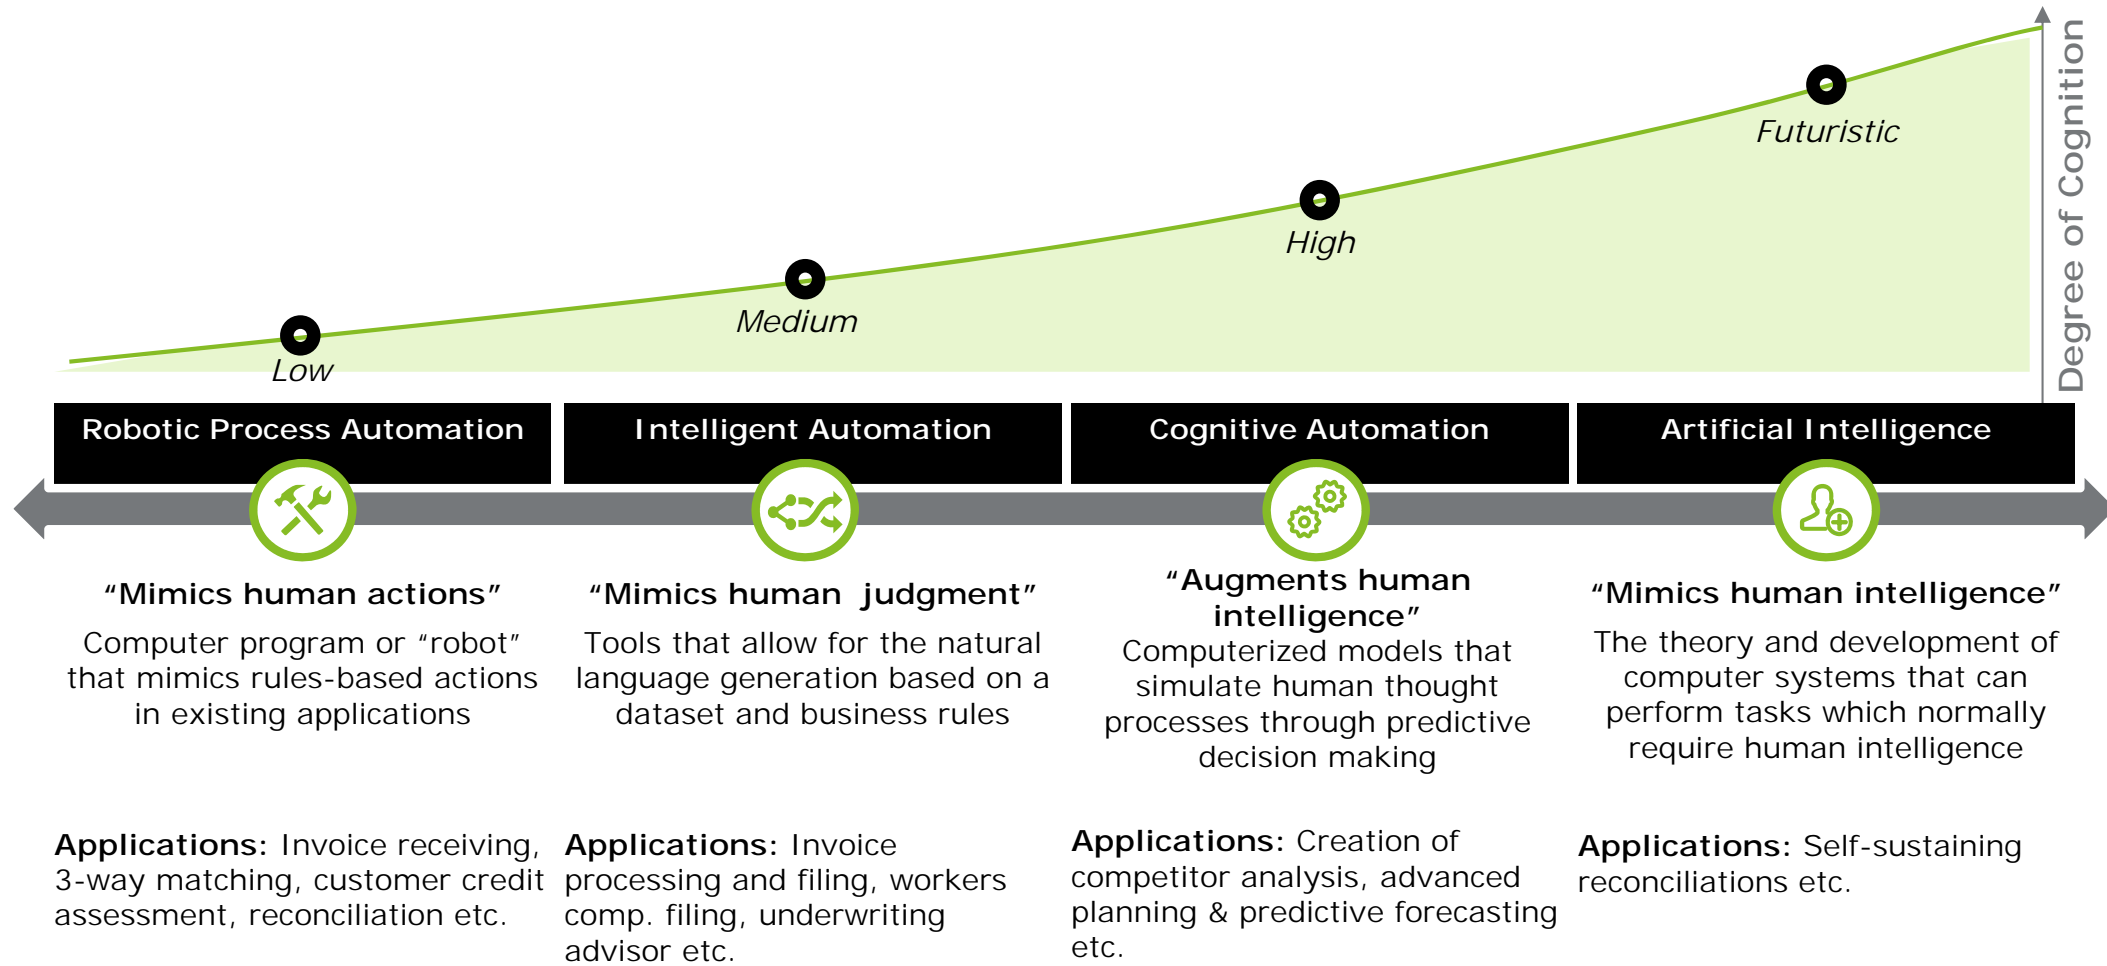 Degree of Cognition
Futuristic
High
Medium
Low
Robotic Process Automation
Intelligent Automation
Cognitive Automation
Artificial Intelligence
“Mimics human actions”
Computer program or “robot”
that mimics rules-based actions
in existing applications
Applications: Invoice receiving,
3-way matching, customer credit
assessment, reconciliation etc.
“Mimics human judgment”
Tools that allow for the natural
language generation based on a
dataset and business rules
Applications: Invoice
processing and filing, workers
comp. filing, underwriting
advisor etc.
“Augments human
intelligence”
Computerized models that
simulate human thought
processes through predictive
decision making
Applications: Creation of
competitor analysis, advanced
planning & predictive forecasting
etc.
“Mimics human intelligence”
The theory and development of
computer systems that can
perform tasks which normally
require human intelligence
Applications: Self-sustaining
reconciliations etc.